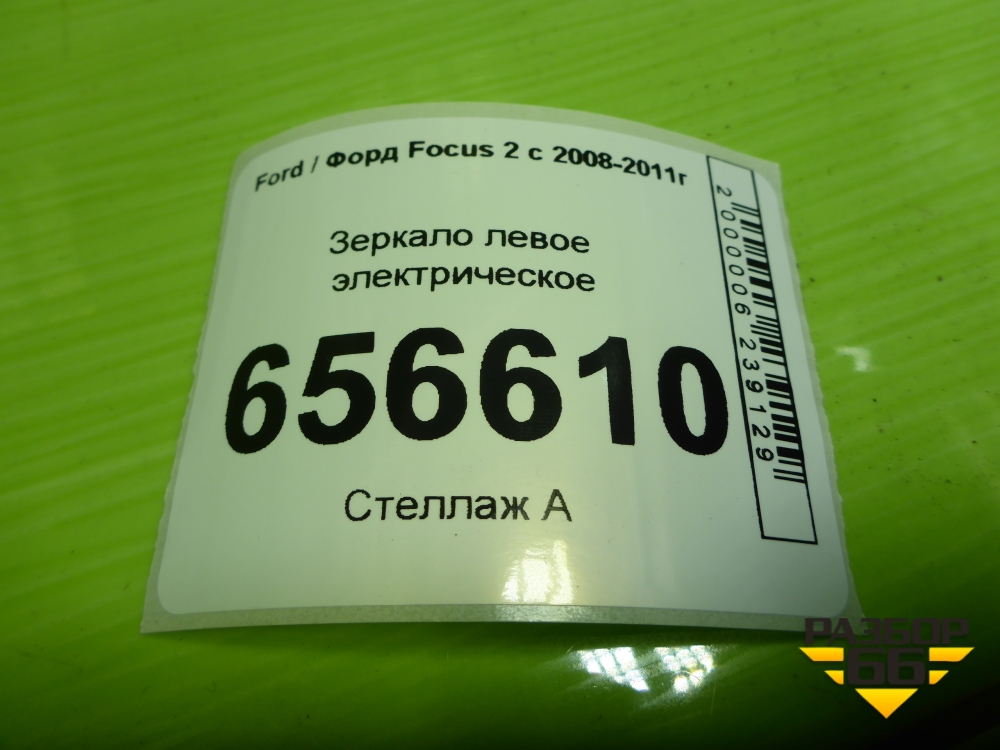 Ford / Форд Focus 2 с 2008-2011г
Зеркало левое
электрическое
656610
Стеллаж А
2000006239129
РАЗБОР
66